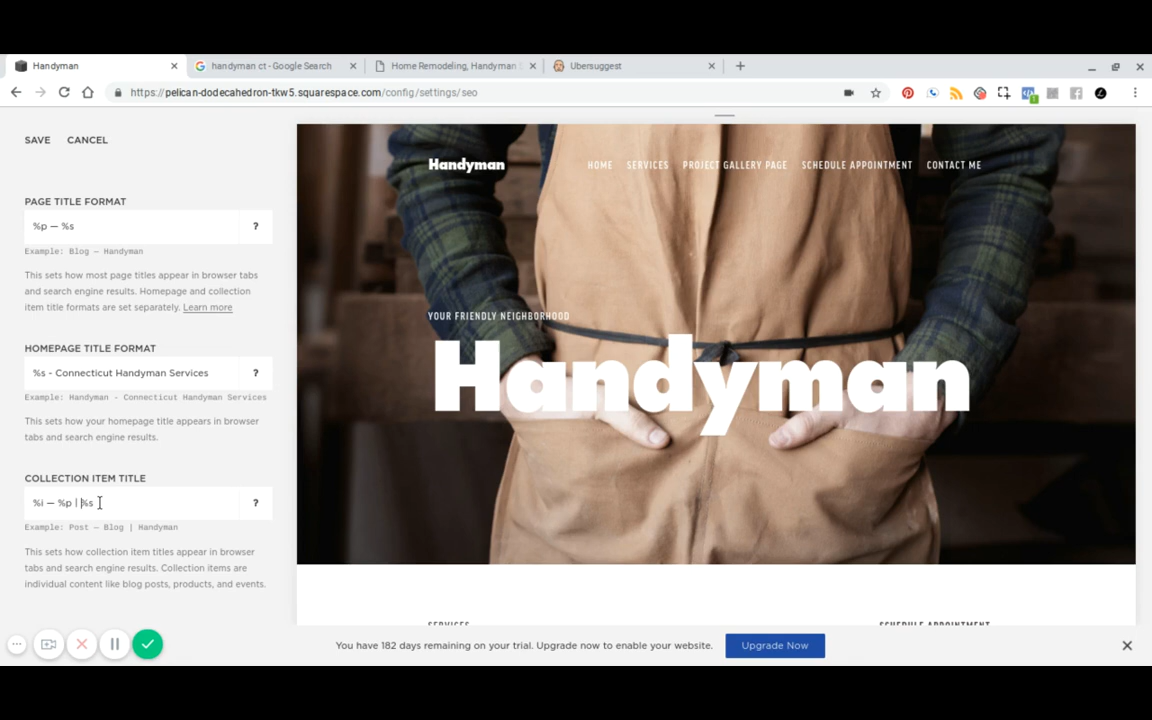 Handyman
handyman ct - Google Search
Home Remodeling, Handyman
Ubersuggest
https://pelican-dodecahedron-tkw5.squarespace.com/config/settings/seo
SAVE CANCEL
PAGE TITLE FORMAT
%p — %s ?
Example: Blog — Handyman
This sets how most page titles appear in browser tabs
and search engine results. Homepage and collection
item title formats are set separately. Learn more
HOMEPAGE TITLE FORMAT
%s - Connecticut Handyman Services ?
Example: Handyman - Connecticut Handyman Services
This sets how your homepage title appears in browser
tabs and search engine results.
COLLECTION ITEM TITLE
%i — %p | %s ?
Example: Post — Blog | Handyman
This sets how collection item titles appear in browser
tabs and search engine results. Collection items are
individual content like blog posts, products, and events.
Handyman HOME SERVICES PROJECT GALLERY PAGE SCHEDULE APPOINTMENT CONTACT ME
YOUR FRIENDLY NEIGHBORHOOD
Handyman
SERVICES SCHEDULE APPOINTMENT
You have 182 days remaining on your trial. Upgrade now to enable your website. Upgrade Now